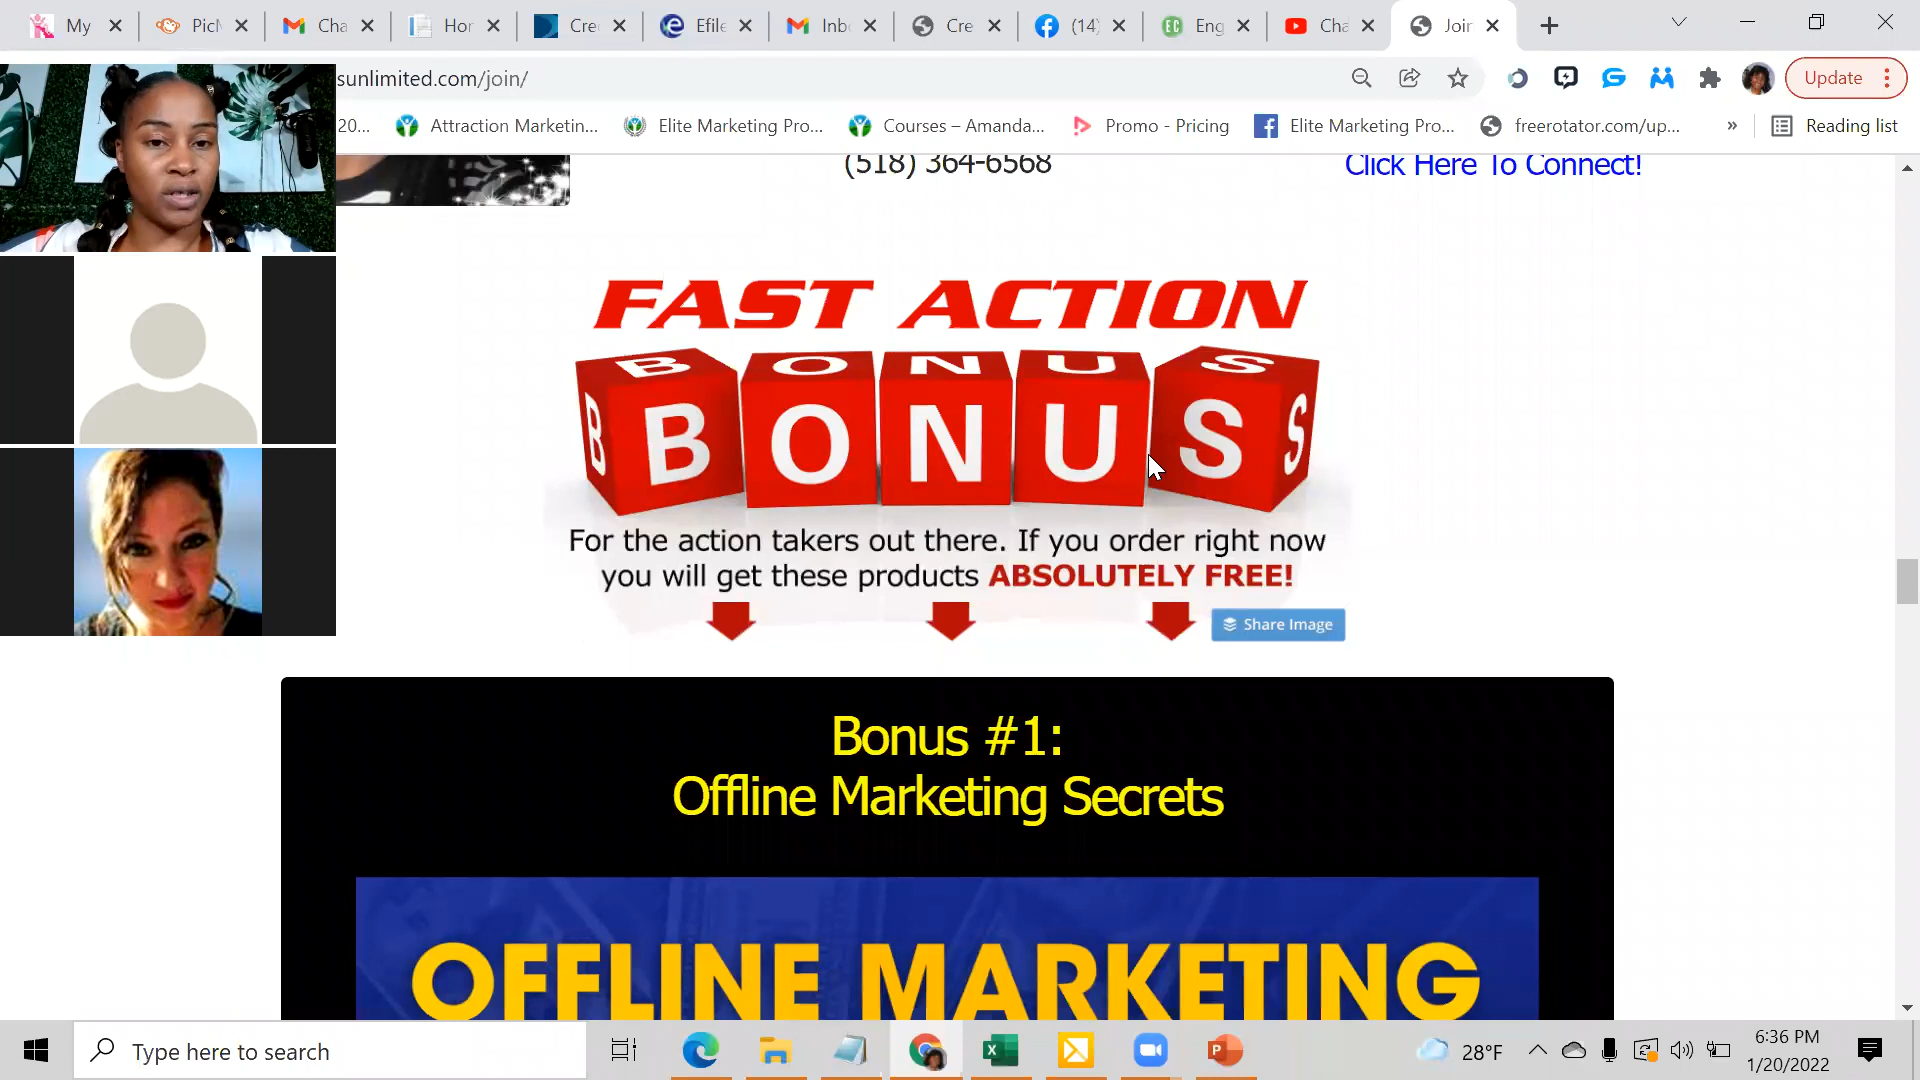 My
PicM
Cha
Hor
Cre
Efile
Inb
Cre
(14)
Eng
Cha
Join
sunlimited.com/join/
Update
20...
Attraction Marketin...
Elite Marketing Pro...
Courses – Amanda...
Promo - Pricing
Elite Marketing Pro...
freerotator.com/up...
»
Reading list
(518) 364-6568
Click Here To Connect!
FAST ACTION
BONUS
BONUS
B
S
For the action takers out there. If you order right now
you will get these products ABSOLUTELY FREE!
Share Image
Bonus #1:
Offline Marketing Secrets
OFFLINE MARKETING
Type here to search
28°F
6:36 PM
1/20/2022